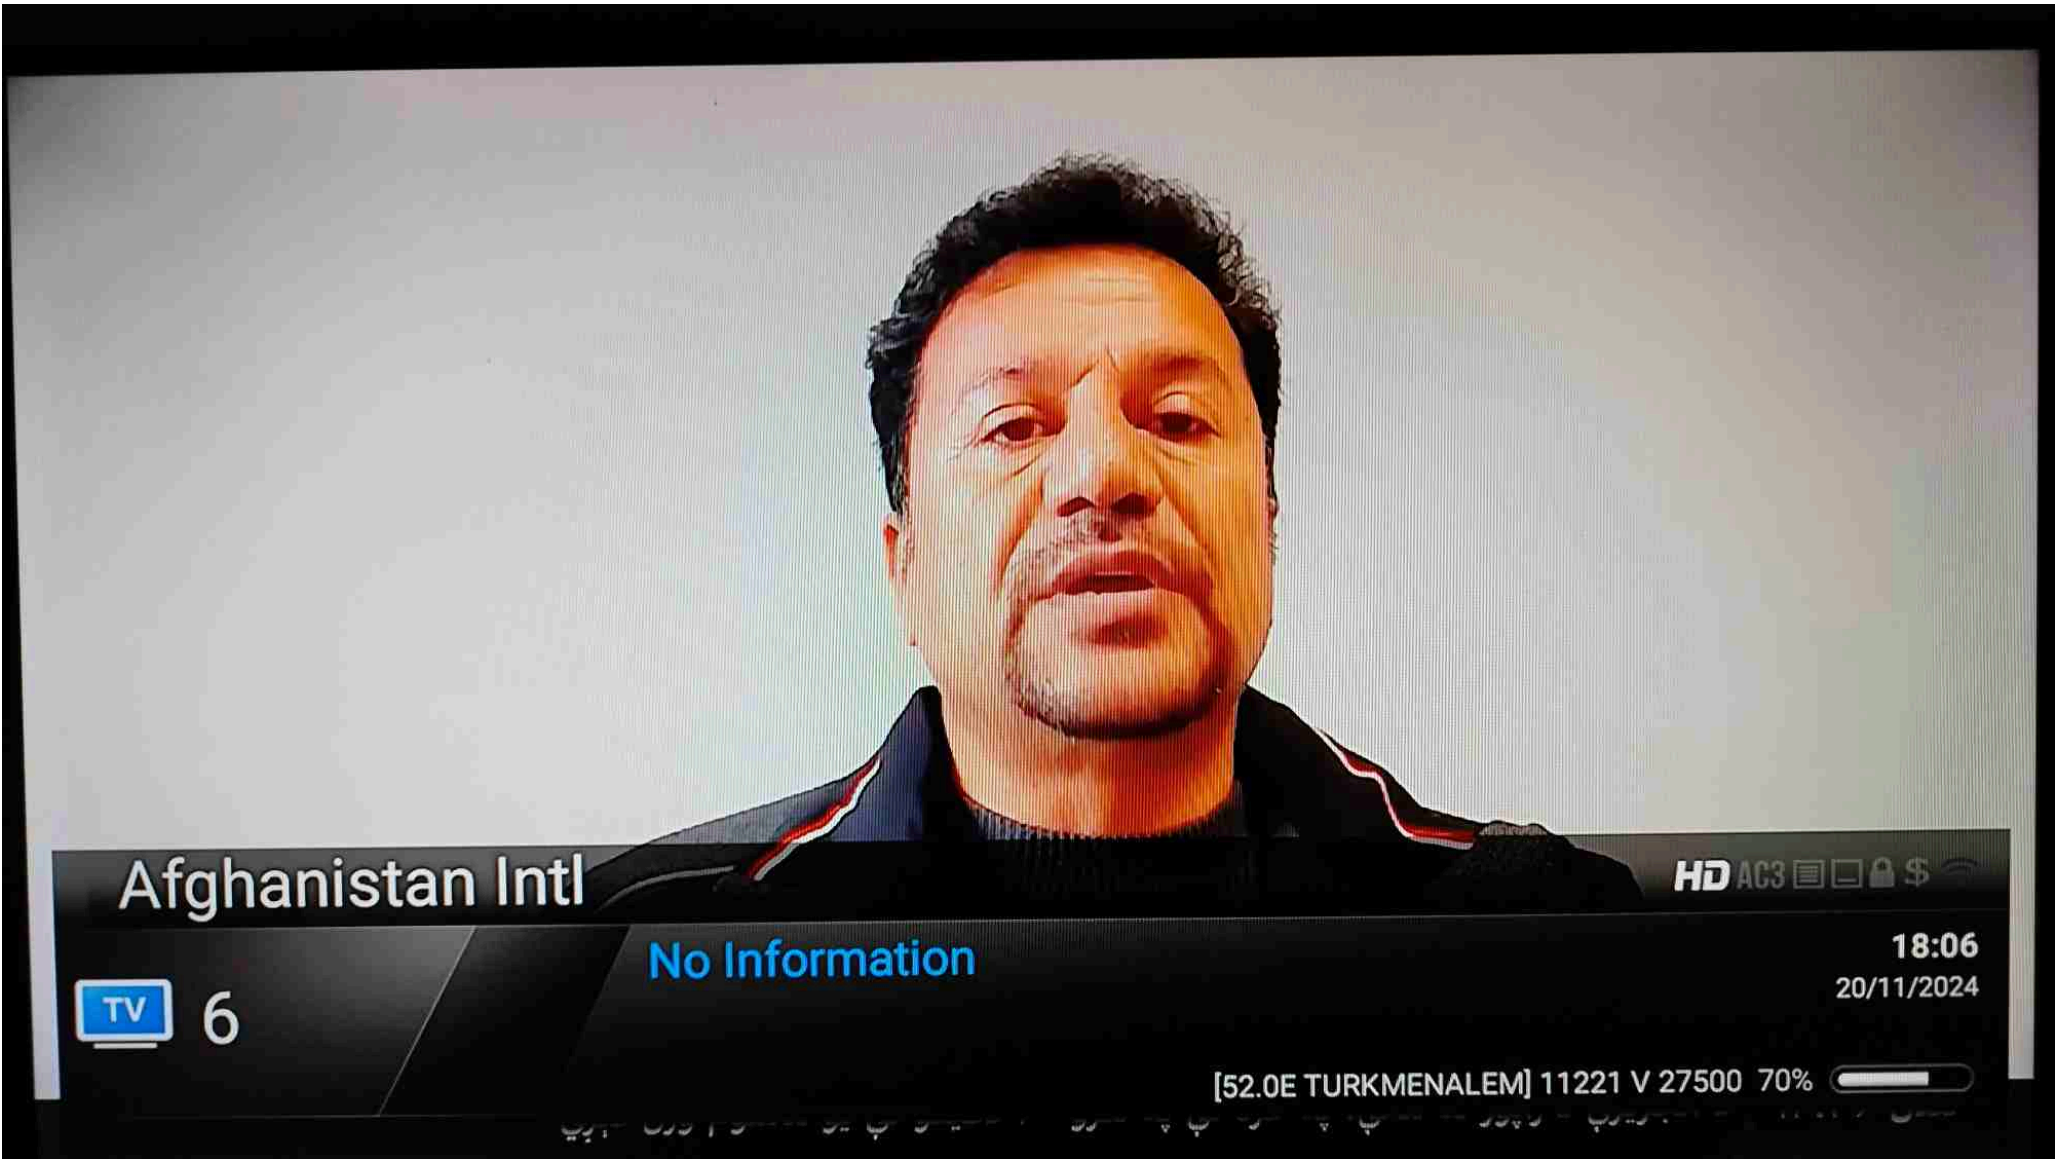 Afghanistan Intl
HD AC3 $
TV 6
No Information
18:06
20/11/2024
[52.0E TURKMENALEM] 11221 V 27500 70%